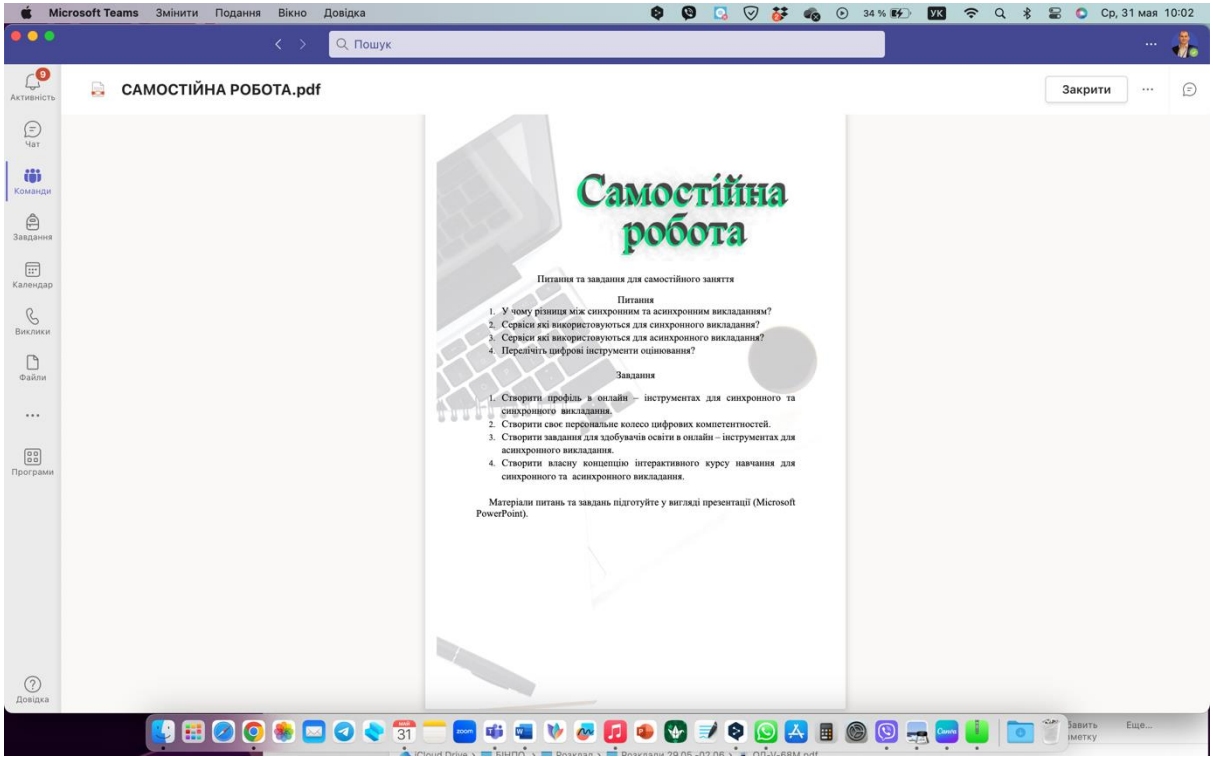 Microsoft Teams Змінити Подання Вікно Довідка 34 % УК Ср, 31 мая 10:02
Пошук
9
Активність
САМОСТІЙНА РОБОТА.pdf
Закрити
Чат
Команди
Завдання
Календар
Виклики
Файли
Програми
Довідка
Самостійна
робота
Питання та завдання для самостійного заняття
Питання
1. У чому різниця між синхронним та асинхронним викладанням?
2. Сервіси які використовуються для синхронного викладання?
3. Сервіси які використовуються для асинхронного викладання?
4. Перелічіть цифрові інструменти оцінювання?
Завдання
1. Створити профіль в онлайн – інструментах для синхронного та
синхронного викладання.
2. Створити своє персональне колесо цифрових компетентностей.
3. Створити завдання для здобувачів освіти в онлайн – інструментах для
асинхронного викладання.
4. Створити власну концепцію інтерактивного курсу навчання для
синхронного та асинхронного викладання.
Матеріали питань та завдань підготуйте у вигляді презентації (Microsoft
PowerPoint).
МАЙ
31
zoom
Canva
Еще...